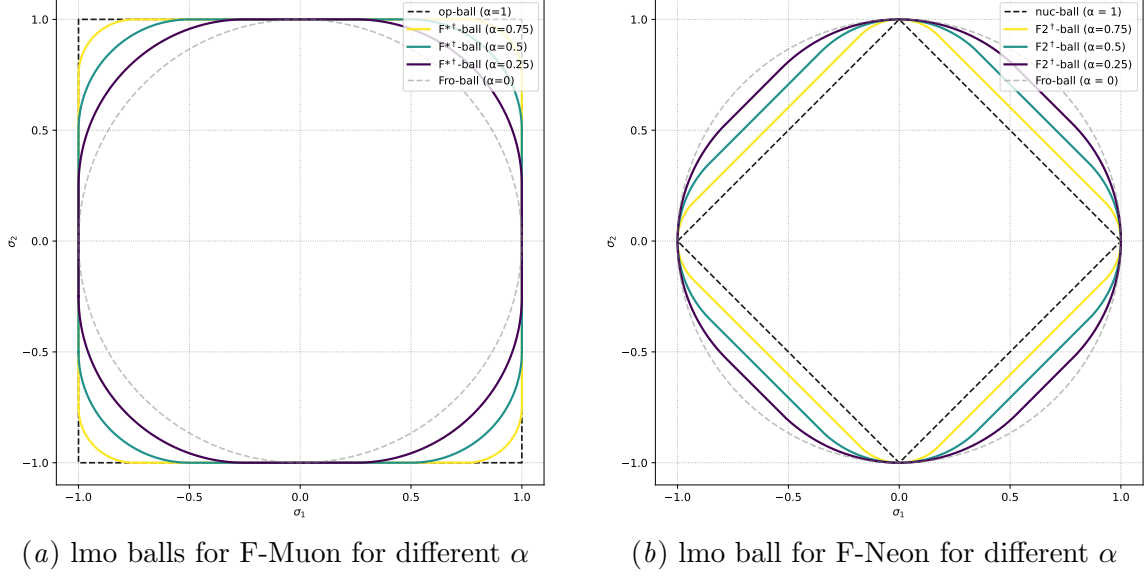 op-ball (α=1)
F*†-ball (α=0.75)
F*†-ball (α=0.5)
F*†-ball (α=0.25)
Fro-ball (α=0)
1.0
0.5
0.0
−0.5
−1.0
σ2
−1.0 −0.5 0.0 0.5 1.0
σ1
(a) lmo balls for F-Muon for different α
nuc-ball (α = 1)
F2†-ball (α=0.75)
F2†-ball (α=0.5)
F2†-ball (α=0.25)
Fro-ball (α = 0)
1.0
0.5
0.0
−0.5
−1.0
σ2
−1.0 −0.5 0.0 0.5 1.0
σ1
(b) lmo ball for F-Neon for different α